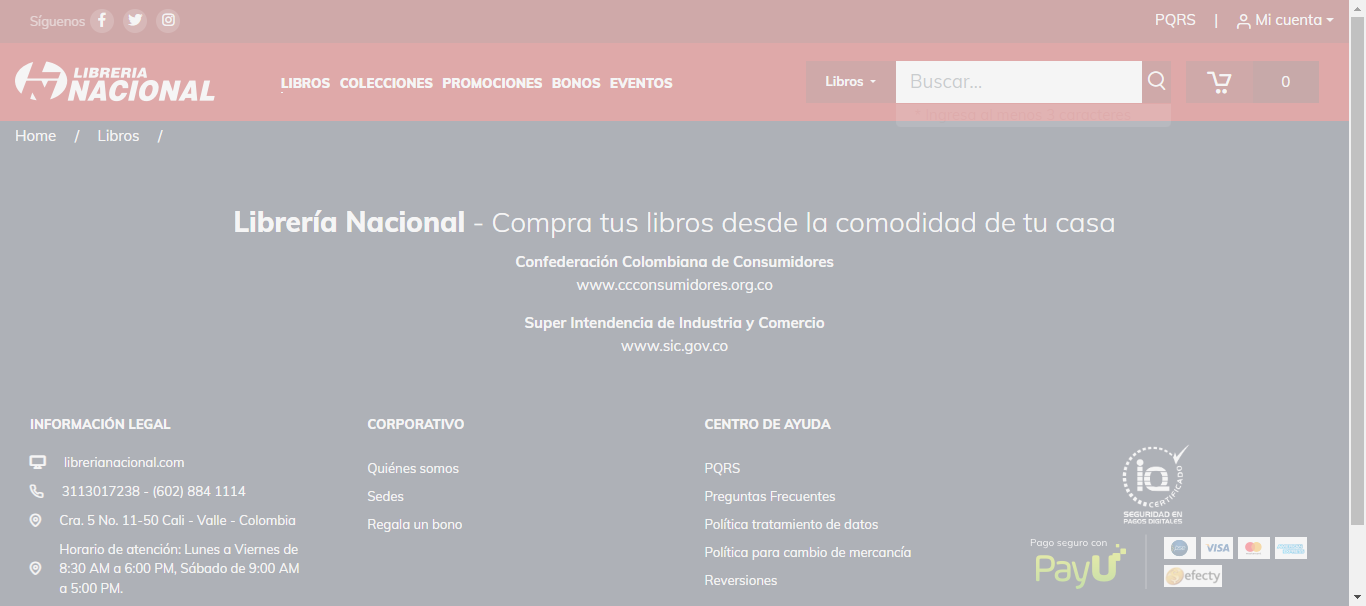 Síguenos
PQRS | Mi cuenta
LIBRERIA
NACIONAL
LIBROS COLECCIONES PROMOCIONES BONOS EVENTOS
Libros
Buscar...
0
* Ingresa al menos 3 caracteres
Home / Libros /
Librería Nacional - Compra tus libros desde la comodidad de tu casa
Confederación Colombiana de Consumidores
www.ccconsumidores.org.co
Super Intendencia de Industria y Comercio
www.sic.gov.co
INFORMACIÓN LEGAL
librerianacional.com
3113017238 - (602) 884 1114
Cra. 5 No. 11-50 Cali - Valle - Colombia
Horario de atención: Lunes a Viernes de
8:30 AM a 6:00 PM, Sábado de 9:00 AM
a 5:00 PM.
CORPORATIVO
Quiénes somos
Sedes
Regala un bono
CENTRO DE AYUDA
PQRS
Preguntas Frecuentes
Política tratamiento de datos
Política para cambio de mercancía
Reversiones
iQ
CERTIFICADO
SEGURIDAD EN
PAGOS DIGITALES
Pago seguro con
PayU
VISA
efecty